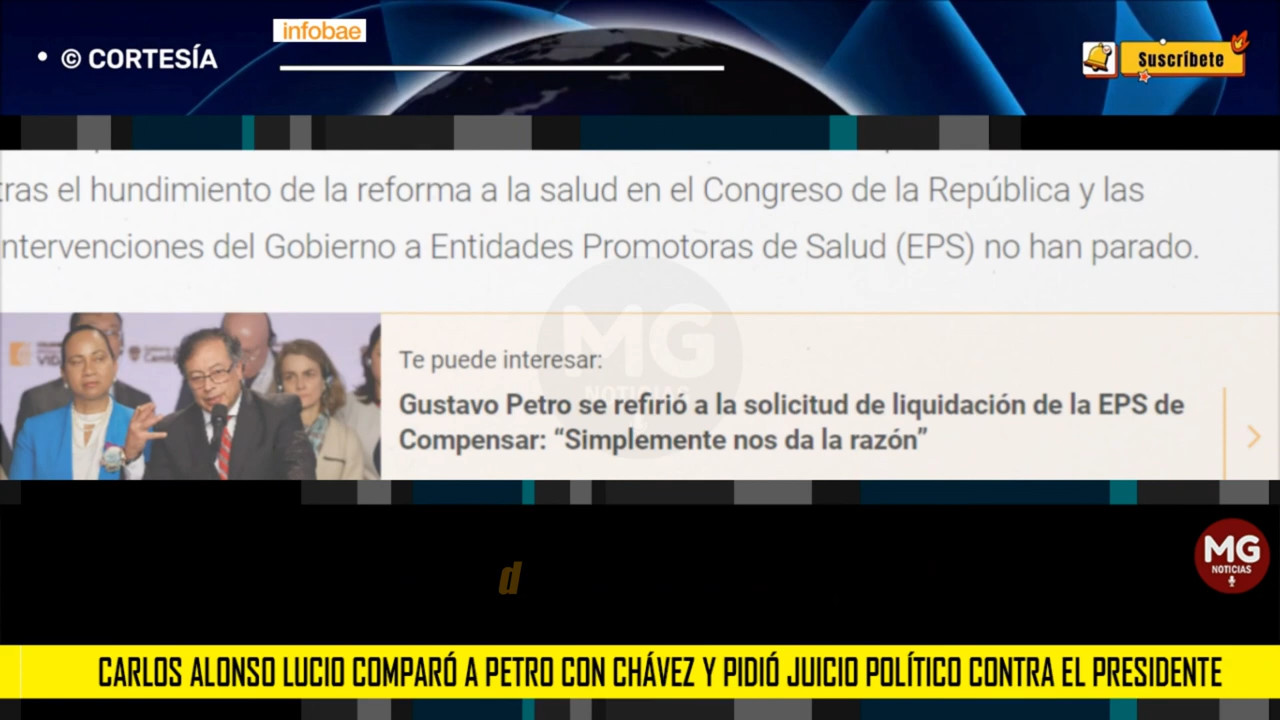 infobae
• © CORTESÍA
Suscríbete
tras el hundimiento de la reforma a la salud en el Congreso de la República y las
intervenciones del Gobierno a Entidades Promotoras de Salud (EPS) no han parado.
MG
NOTICIAS
Te puede interesar:
Gustavo Petro se refirió a la solicitud de liquidación de la EPS de
Compensar: “Simplemente nos da la razón”
MG
NOTICIAS
d
CARLOS ALONSO LUCIO COMPARÓ A PETRO CON CHÁVEZ Y PIDIÓ JUICIO POLÍTICO CONTRA EL PRESIDENTE